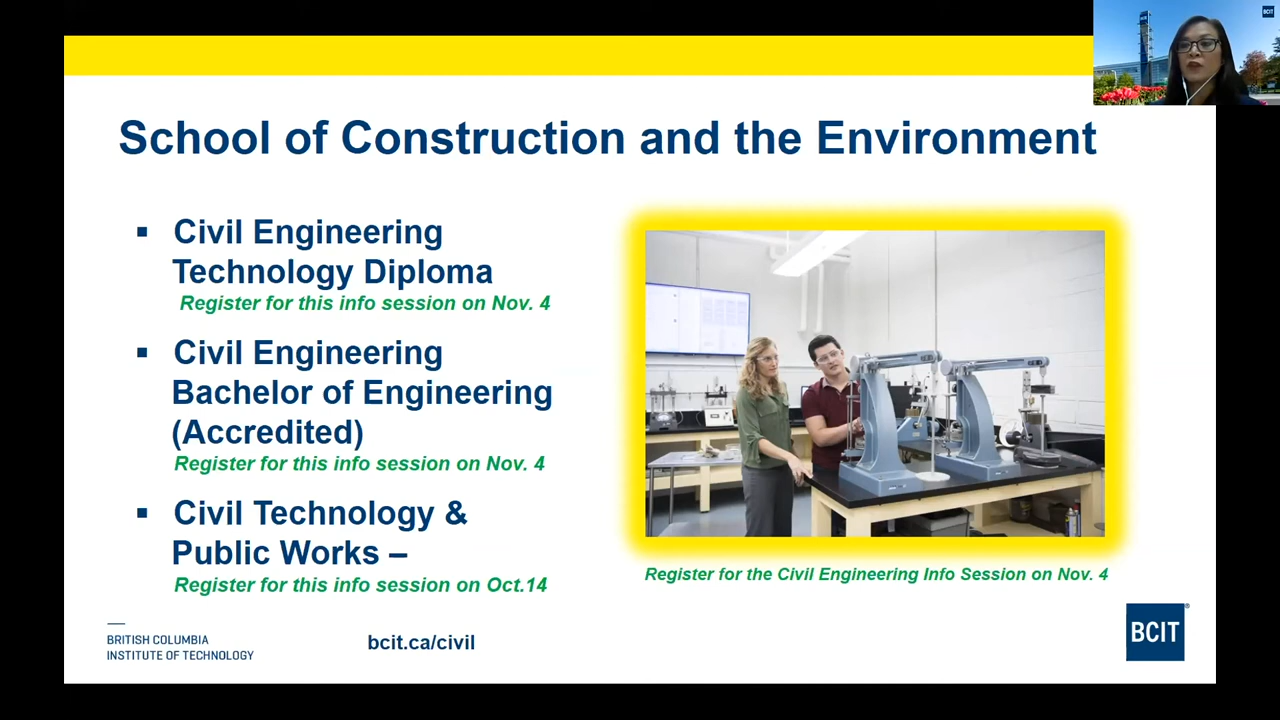 BCIT
School of Construction and the Environment
▪ Civil Engineering
Technology Diploma
Register for this info session on Nov. 4
▪ Civil Engineering
Bachelor of Engineering
(Accredited)
Register for this info session on Nov. 4
▪ Civil Technology &
Public Works –
Register for this info session on Oct.14
Register for the Civil Engineering Info Session on Nov. 4
BRITISH COLUMBIA
INSTITUTE OF TECHNOLOGY
bcit.ca/civil
BCIT®